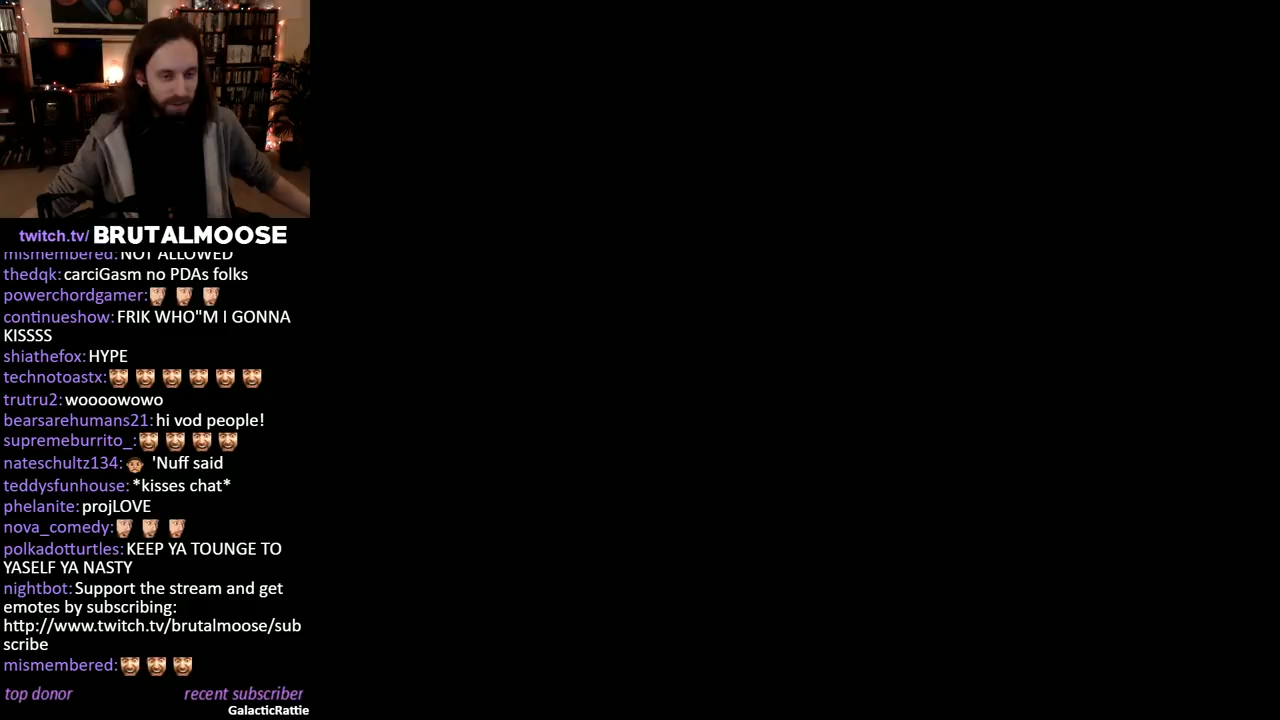 twitch.tv/ BRUTALMOOSE
mismembered: NOT ALLOWED
thedqk: carciGasm no PDAs folks
powerchordgamer:
continueshow: FRIK WHO"M I GONNA
KISSSS
shiathefox: HYPE
technotoastx:
trutru2: woooowowo
bearsarehumans21: hi vod people!
supremeburrito_:
nateschultz134: 'Nuff said
teddysfunhouse: *kisses chat*
phelanite: projLOVE
nova_comedy:
polkadotturtles: KEEP YA TOUNGE TO
YASELF YA NASTY
nightbot: Support the stream and get
emotes by subscribing:
http://www.twitch.tv/brutalmoose/sub
scribe
mismembered:
top donor recent subscriber
GalacticRattie